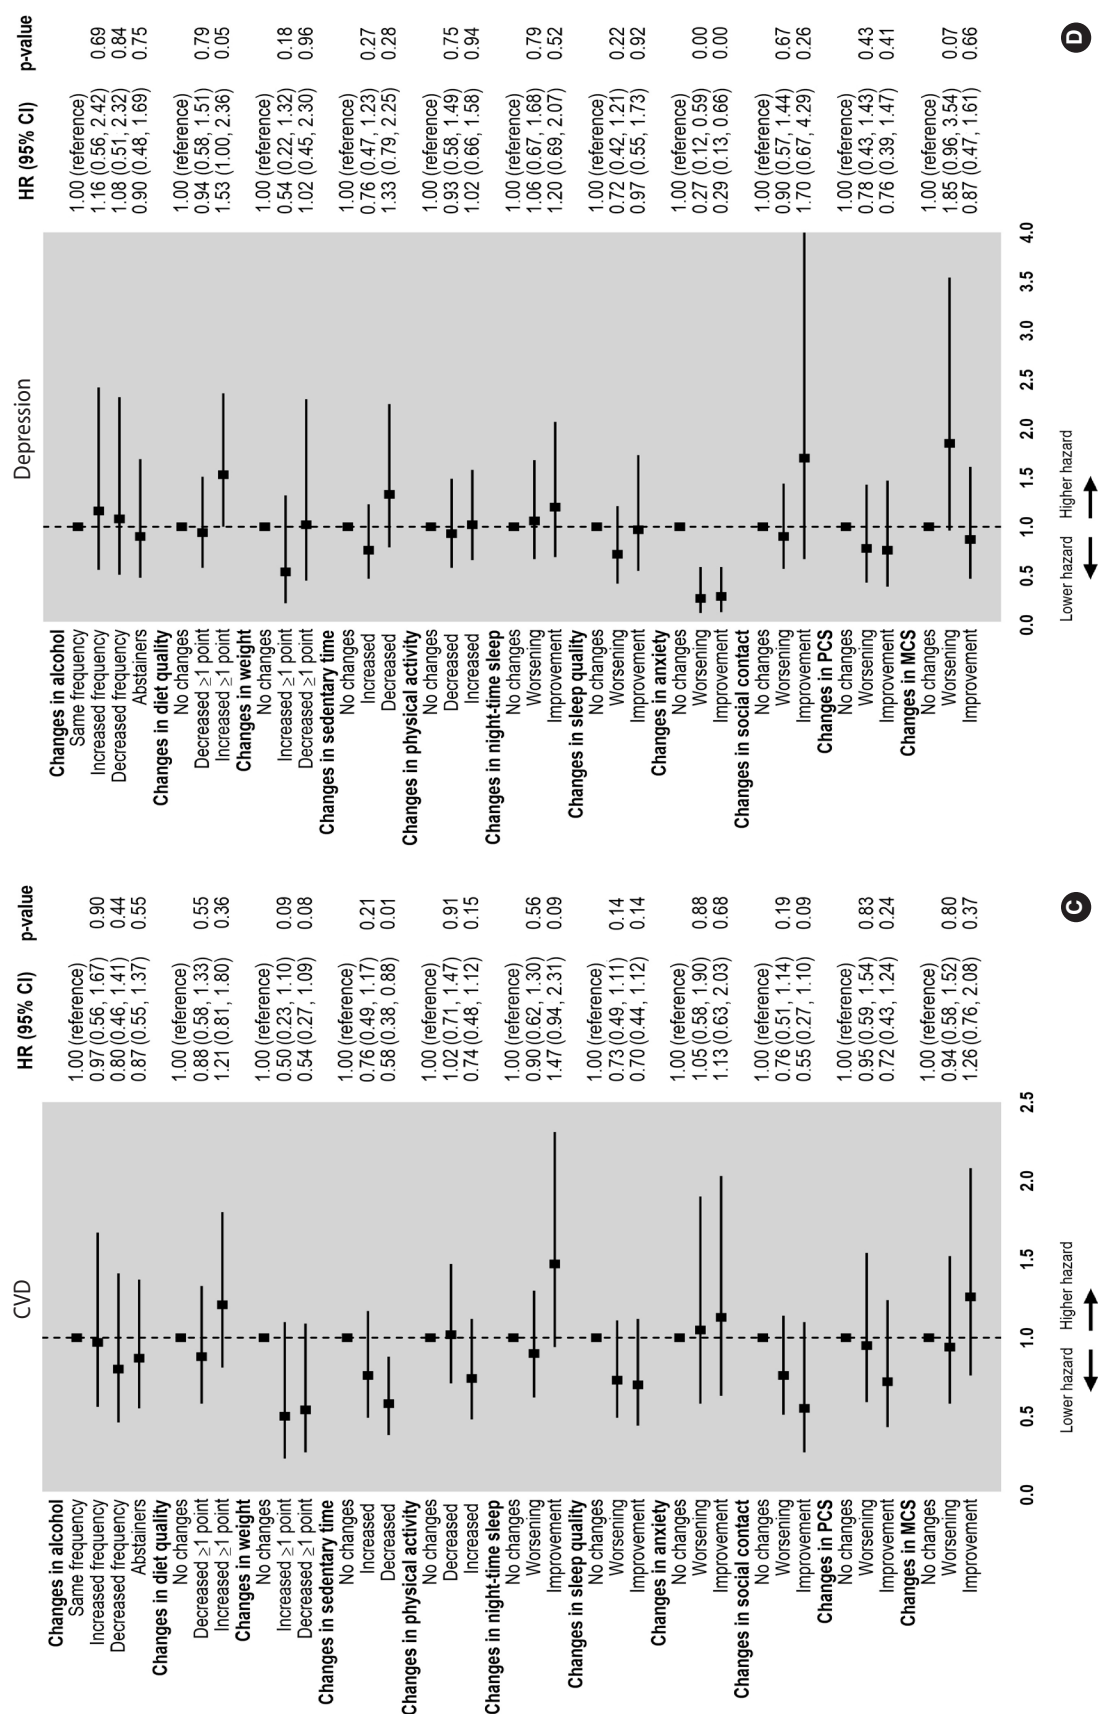 CVD
HR (95% CI) p-value
Changes in alcohol
Same frequency 1.00 (reference)
Increased frequency 0.97 (0.56, 1.67) 0.90
Decreased frequency 0.80 (0.46, 1.41) 0.44
Abstainers 0.87 (0.55, 1.37) 0.55
Changes in diet quality
No changes 1.00 (reference)
Decreased ≥1 point 0.88 (0.58, 1.33) 0.55
Increased ≥1 point 1.21 (0.81, 1.80) 0.36
Changes in weight
No changes 1.00 (reference)
Increased ≥1 point 0.50 (0.23, 1.10) 0.09
Decreased ≥1 point 0.54 (0.27, 1.09) 0.08
Changes in sedentary time
No changes 1.00 (reference)
Increased 0.76 (0.49, 1.17) 0.21
Decreased 0.58 (0.38, 0.88) 0.01
Changes in physical activity
No changes 1.00 (reference)
Decreased 1.02 (0.71, 1.47) 0.91
Increased 0.74 (0.48, 1.12) 0.15
Changes in night-time sleep
No changes 1.00 (reference)
Worsening 0.90 (0.62, 1.30) 0.56
Improvement 1.47 (0.94, 2.31) 0.09
Changes in sleep quality
No changes 1.00 (reference)
Worsening 0.73 (0.49, 1.11) 0.14
Improvement 0.70 (0.44, 1.12) 0.14
Changes in anxiety
No changes 1.00 (reference)
Worsening 1.05 (0.58, 1.90) 0.88
Improvement 1.13 (0.63, 2.03) 0.68
Changes in social contact
No changes 1.00 (reference)
Worsening 0.76 (0.51, 1.14) 0.19
Improvement 0.55 (0.27, 1.10) 0.09
Changes in PCS
No changes 1.00 (reference)
Worsening 0.95 (0.59, 1.54) 0.83
Improvement 0.72 (0.43, 1.24) 0.24
Changes in MCS
No changes 1.00 (reference)
Worsening 0.94 (0.58, 1.52) 0.80
Improvement 1.26 (0.76, 2.08) 0.37
0.0 0.5 1.0 1.5 2.0 2.5
Lower hazard Higher hazard
C
Depression
HR (95% CI) p-value
Changes in alcohol
Same frequency 1.00 (reference)
Increased frequency 1.16 (0.56, 2.42) 0.69
Decreased frequency 1.08 (0.51, 2.32) 0.84
Abstainers 0.90 (0.48, 1.69) 0.75
Changes in diet quality
No changes 1.00 (reference)
Decreased ≥1 point 0.94 (0.58, 1.51) 0.79
Increased ≥1 point 1.53 (1.00, 2.36) 0.05
Changes in weight
No changes 1.00 (reference)
Increased ≥1 point 0.54 (0.22, 1.32) 0.18
Decreased ≥1 point 1.02 (0.45, 2.30) 0.96
Changes in sedentary time
No changes 1.00 (reference)
Increased 0.76 (0.47, 1.23) 0.27
Decreased 1.33 (0.79, 2.25) 0.28
Changes in physical activity
No changes 1.00 (reference)
Decreased 0.93 (0.58, 1.49) 0.75
Increased 1.02 (0.66, 1.58) 0.94
Changes in night-time sleep
No changes 1.00 (reference)
Worsening 1.06 (0.67, 1.68) 0.79
Improvement 1.20 (0.69, 2.07) 0.52
Changes in sleep quality
No changes 1.00 (reference)
Worsening 0.72 (0.42, 1.21) 0.22
Improvement 0.97 (0.55, 1.73) 0.92
Changes in anxiety
No changes 1.00 (reference)
Worsening 0.27 (0.12, 0.59) 0.00
Improvement 0.29 (0.13, 0.66) 0.00
Changes in social contact
No changes 1.00 (reference)
Worsening 0.90 (0.57, 1.44) 0.67
Improvement 1.70 (0.67, 4.29) 0.26
Changes in PCS
No changes 1.00 (reference)
Worsening 0.78 (0.43, 1.43) 0.43
Improvement 0.76 (0.39, 1.47) 0.41
Changes in MCS
No changes 1.00 (reference)
Worsening 1.85 (0.96, 3.54) 0.07
Improvement 0.87 (0.47, 1.61) 0.66
0.0 0.5 1.0 1.5 2.0 2.5 3.0 3.5 4.0
Lower hazard Higher hazard
D